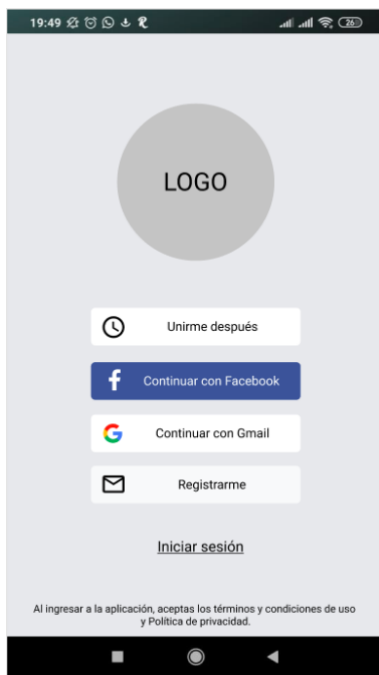 19:49
26
LOGO
Unirme después
Continuar con Facebook
Continuar con Gmail
Registrarme
Iniciar sesión
Al ingresar a la aplicación, aceptas los términos y condiciones de uso
y Política de privacidad.